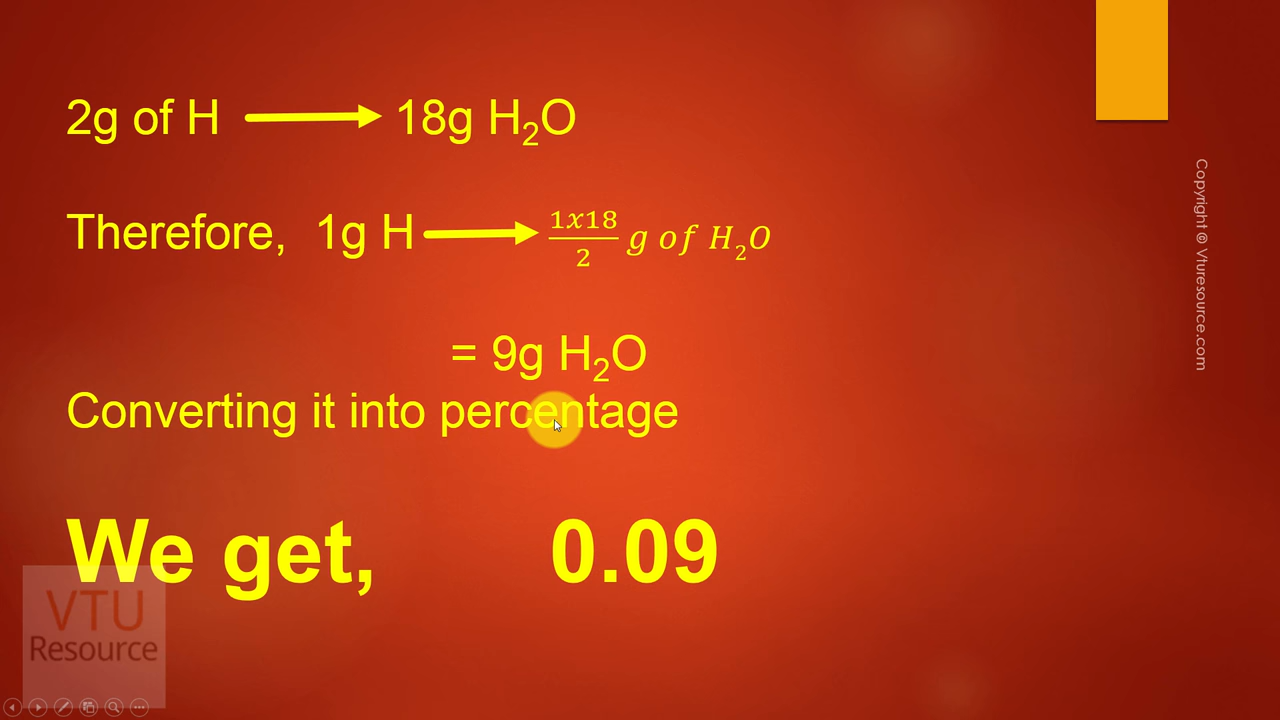 2g of H → 18g H₂O
Therefore, 1g H → 1x18/2 g of H₂O
= 9g H₂O
Converting it into percentage
We get, 0.09
VTU
Resource
Copyright © Vturesource.com